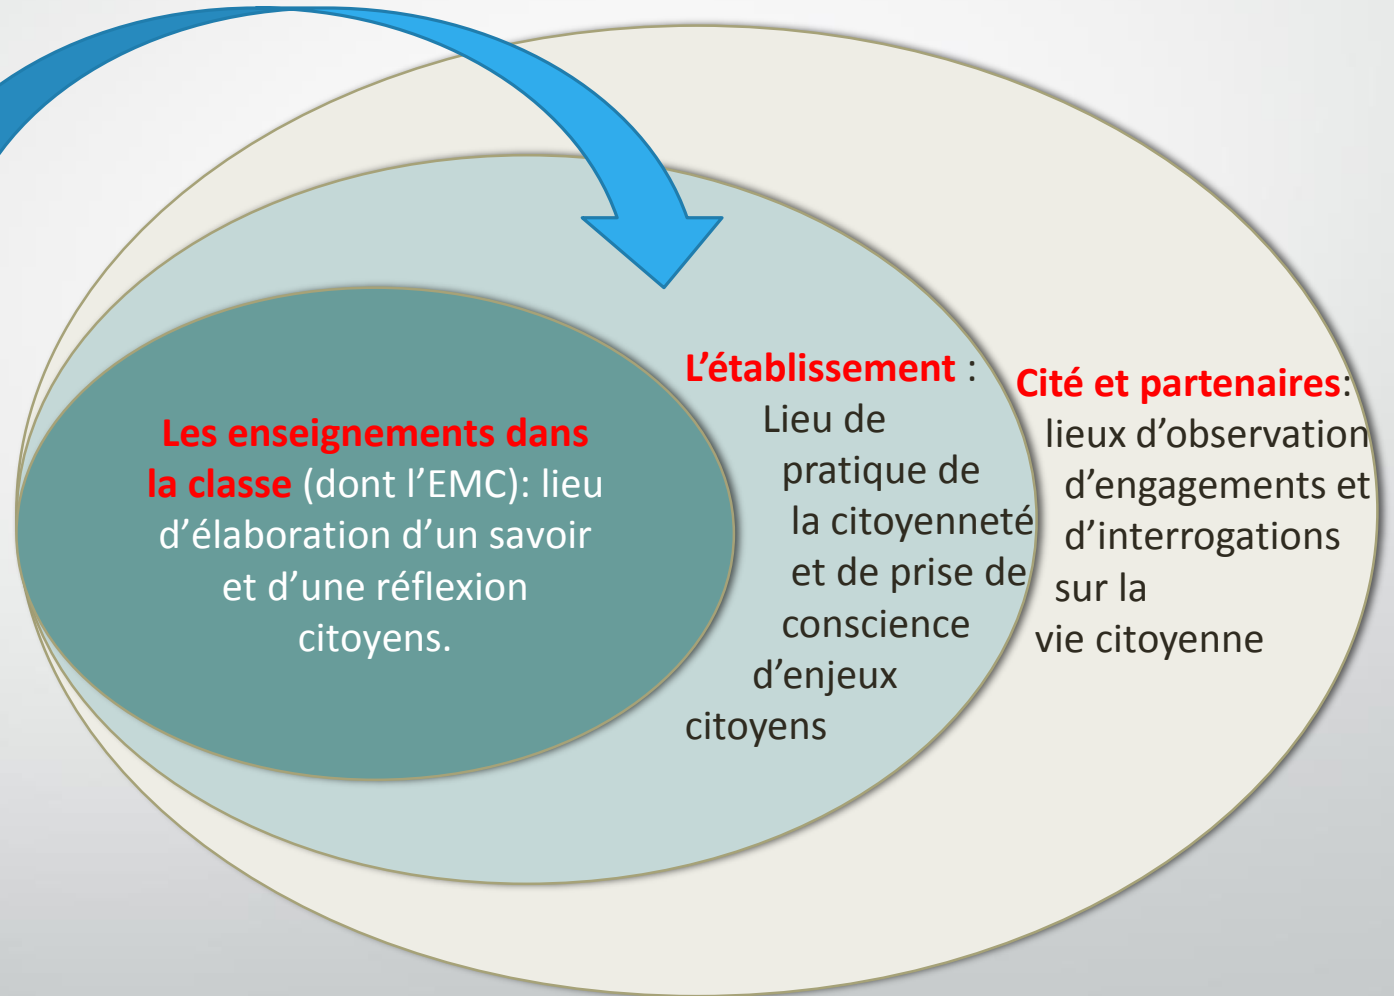 Les enseignements dans
la classe (dont l’EMC): lieu
d’élaboration d’un savoir
et d’une réflexion
citoyens.
L’établissement :
Lieu de
pratique de
la citoyenneté
et de prise de
conscience
d’enjeux
citoyens
Cité et partenaires:
lieux d’observation
d’engagements et
d’interrogations
sur la
vie citoyenne